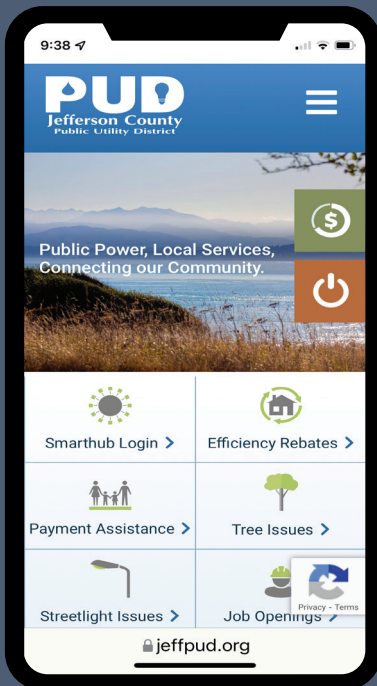 9:38
PUD
Jefferson County
Public Utility District
Public Power, Local Services,
Connecting our Community.
$
Smarthub Login >
Efficiency Rebates >
Payment Assistance >
Tree Issues >
Streetlight Issues >
Job Openings >
Privacy - Terms
jeffpud.org